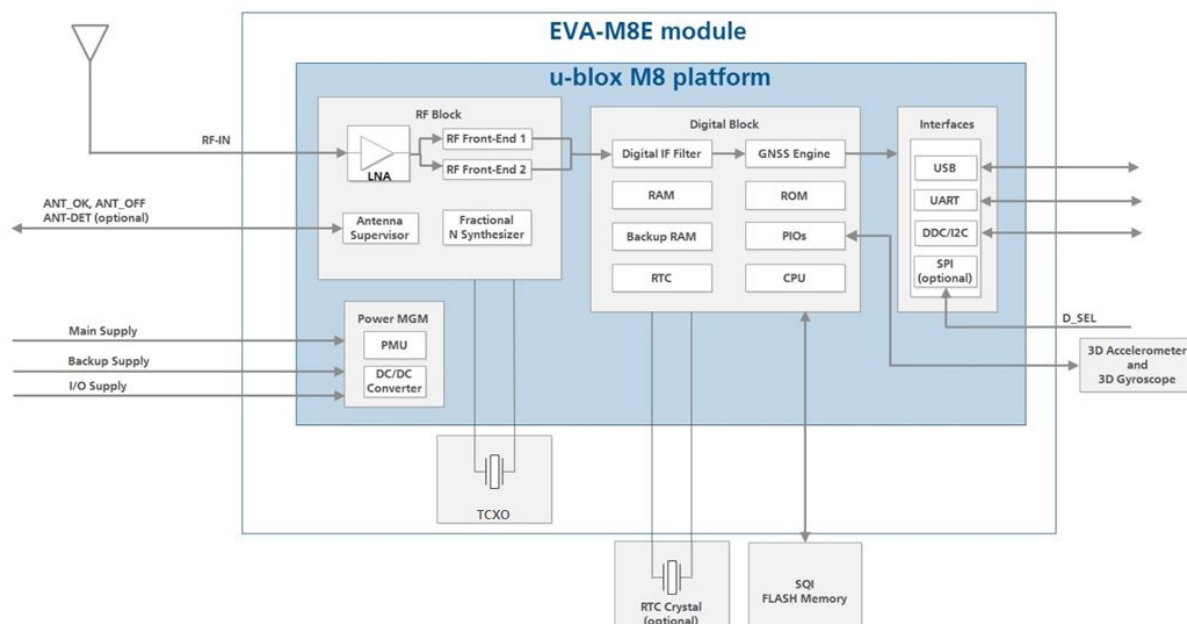 EVA-M8E module
u-blox M8 platform
RF Block
RF-IN
LNA
RF Front-End 1
RF Front-End 2
ANT_OK, ANT_OFF
ANT-DET (optional)
Antenna
Supervisor
Fractional
N Synthesizer
Digital Block
Digital IF Filter
GNSS Engine
RAM
ROM
Backup RAM
PIOs
RTC
CPU
Interfaces
USB
UART
DDC/I2C
SPI
(optional)
D_SEL
3D Accelerometer
and
3D Gyroscope
Main Supply
Backup Supply
I/O Supply
Power MGM
PMU
DC/DC
Converter
TCXO
RTC Crystal
(optional)
SQI
FLASH Memory